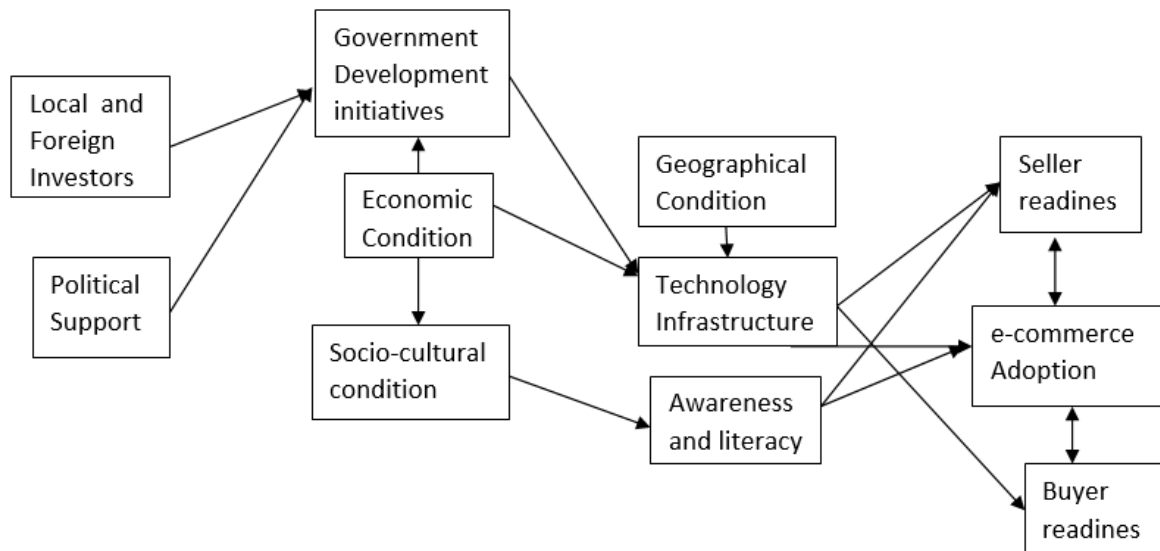 Government
Development
initiatives
Local and
Foreign
Investors
Economic
Condition
Geographical
Condition
Seller
readines
Political
Support
Technology
Infrastructure
Socio-cultural
condition
e-commerce
Adoption
Awareness
and literacy
Buyer
readines